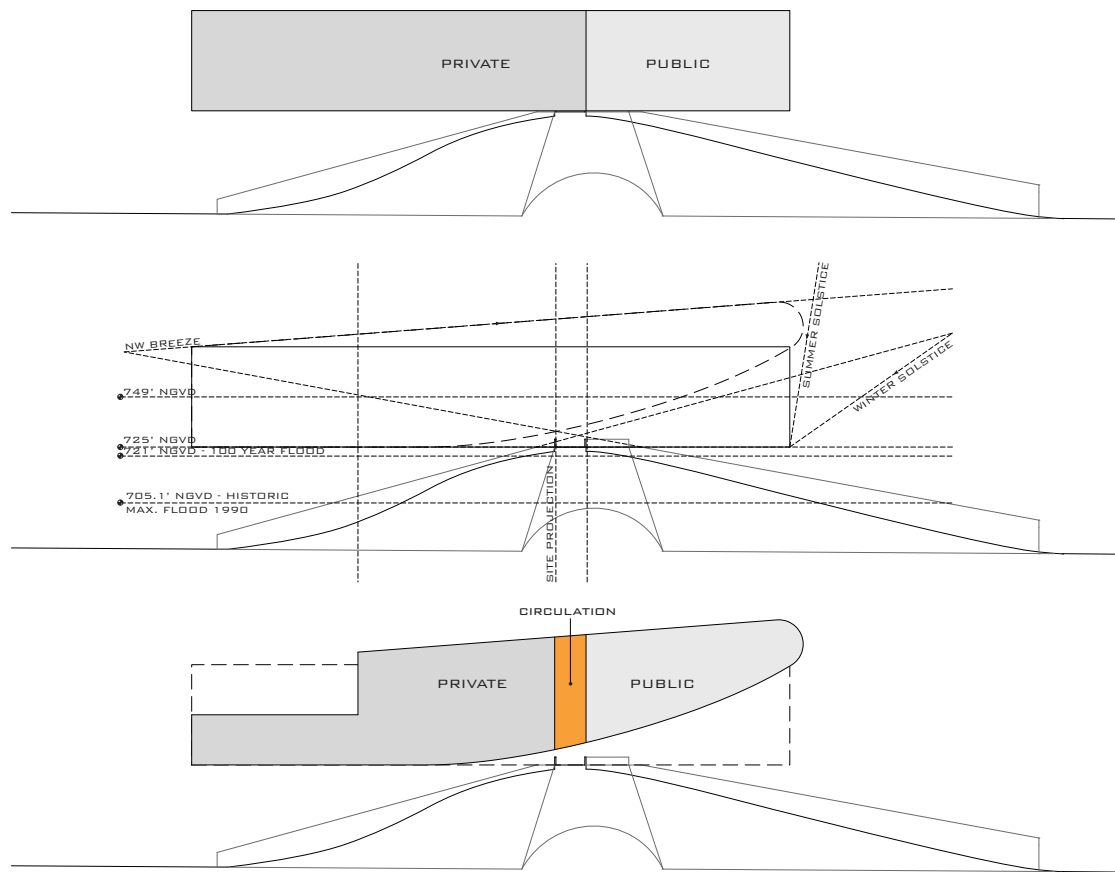 PRIVATE
PUBLIC
SUMMER SOLSTICE
NW BREEZE
WINTER SOLSTICE
749' NGVD
725' NGVD
721' NGVD - 100 YEAR FLOOD
705.1' NGVD - HISTORIC
MAX. FLOOD 1990
SITE PROJECTION
CIRCULATION
PRIVATE
PUBLIC